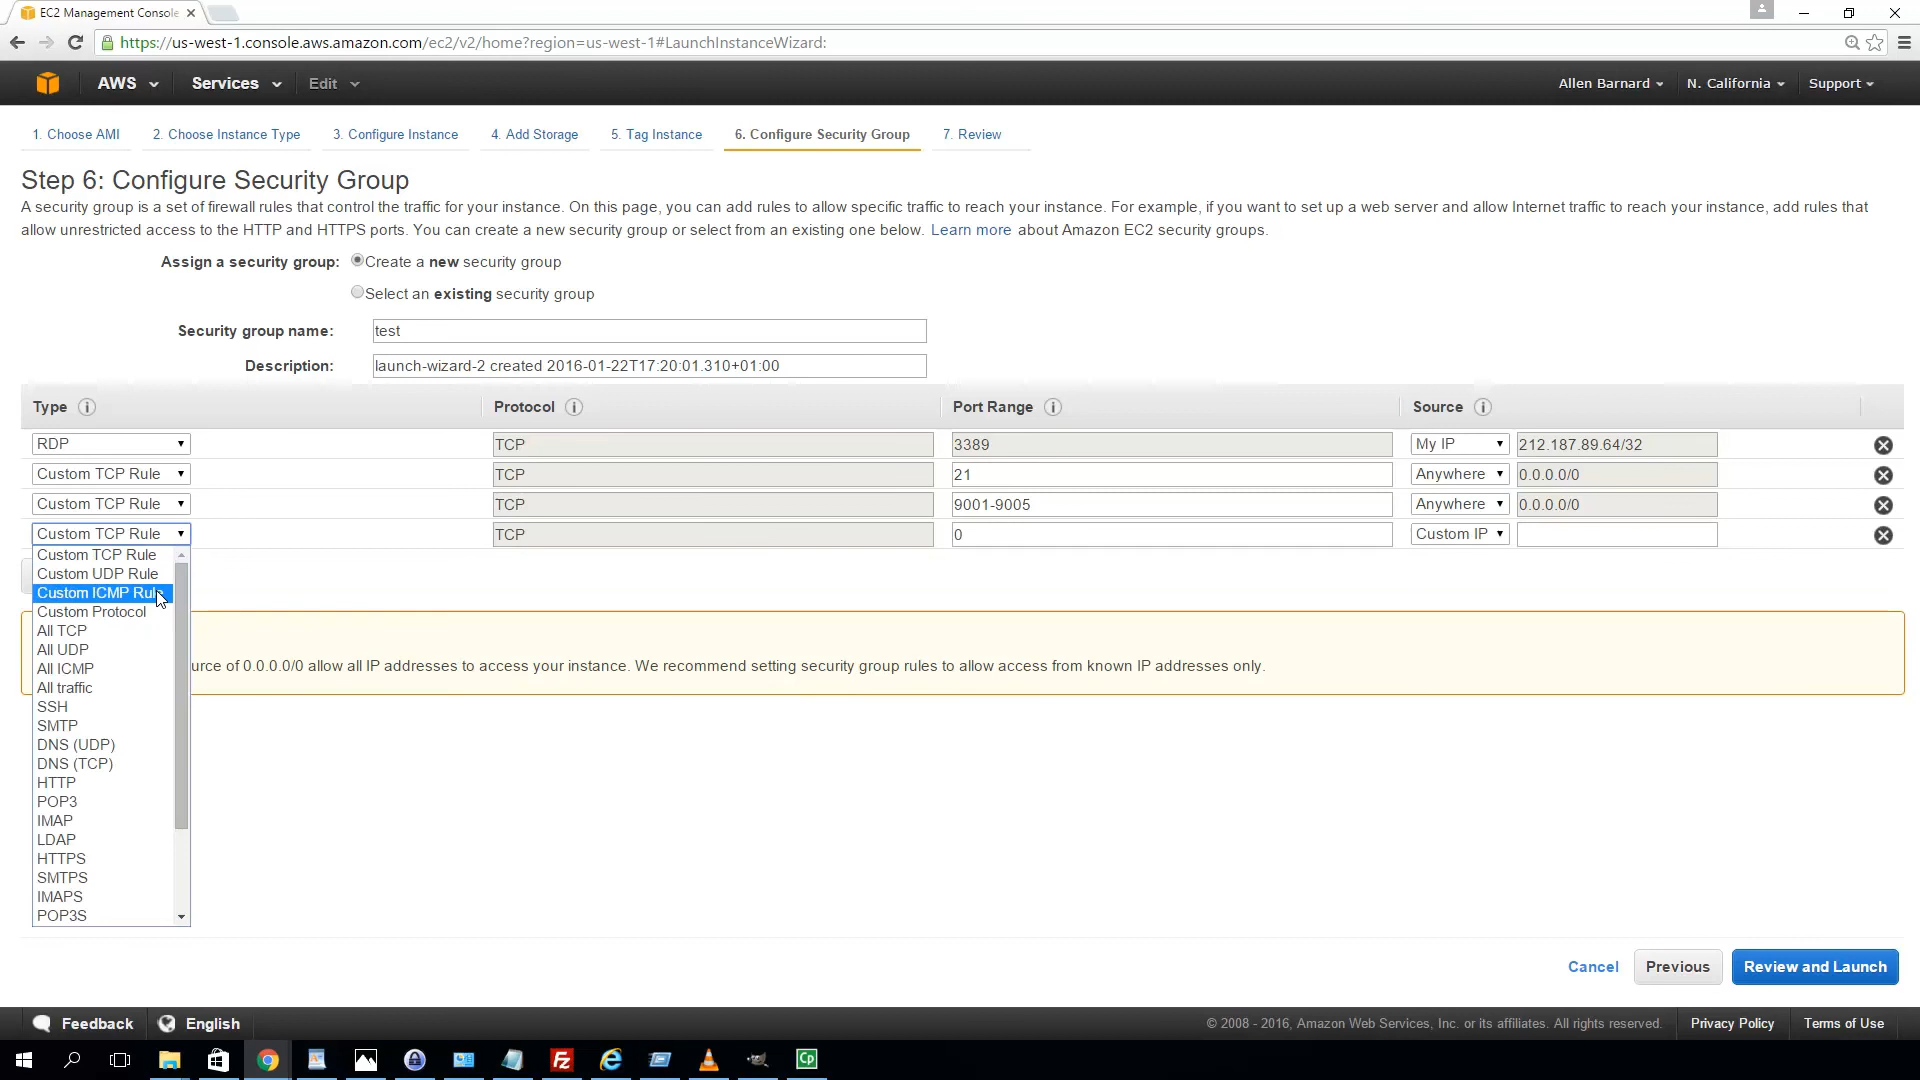 EC2 Management Console
https://us-west-1.console.aws.amazon.com/ec2/v2/home?region=us-west-1#LaunchInstanceWizard:
AWS Services Edit Allen Barnard N. California Support
1. Choose AMI 2. Choose Instance Type 3. Configure Instance 4. Add Storage 5. Tag Instance 6. Configure Security Group 7. Review
Step 6: Configure Security Group
A security group is a set of firewall rules that control the traffic for your instance. On this page, you can add rules to allow specific traffic to reach your instance. For example, if you want to set up a web server and allow Internet traffic to reach your instance, add rules that
allow unrestricted access to the HTTP and HTTPS ports. You can create a new security group or select from an existing one below. Learn more about Amazon EC2 security groups.
Assign a security group: Create a new security group
Select an existing security group
Security group name: test
Description: launch-wizard-2 created 2016-01-22T17:20:01.310+01:00
Type Protocol Port Range Source
RDP TCP 3389 My IP 212.187.89.64/32
Custom TCP Rule TCP 21 Anywhere 0.0.0.0/0
Custom TCP Rule TCP 9001-9005 Anywhere 0.0.0.0/0
Custom TCP Rule TCP 0 Custom IP
Custom TCP Rule
Custom UDP Rule
Custom ICMP Rule
Custom Protocol
All TCP
All UDP
All ICMP
urce of 0.0.0.0/0 allow all IP addresses to access your instance. We recommend setting security group rules to allow access from known IP addresses only.
All traffic
SSH
SMTP
DNS (UDP)
DNS (TCP)
HTTP
POP3
IMAP
LDAP
HTTPS
SMTPS
IMAPS
POP3S
Cancel Previous Review and Launch
Feedback English © 2008 - 2016, Amazon Web Services, Inc. or its affiliates. All rights reserved. Privacy Policy Terms of Use
Fz Cp